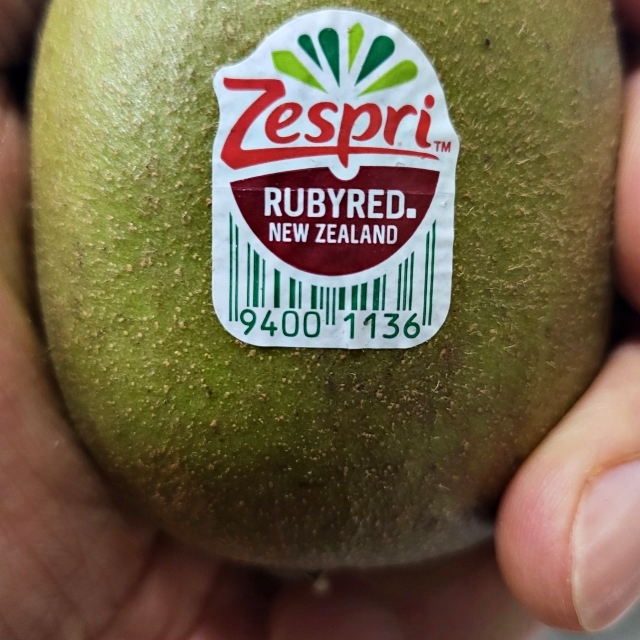 Zespri™
RUBYRED.
NEW ZEALAND
9400 1136